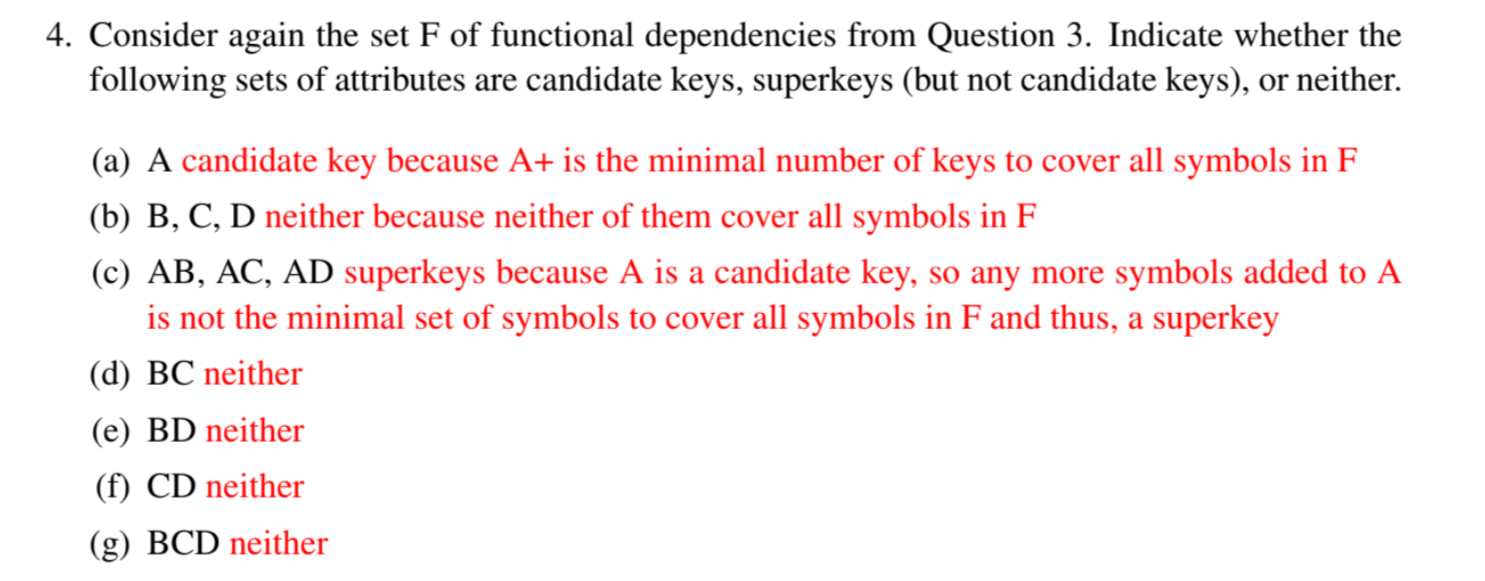 4. Consider again the set F of functional dependencies from Question 3. Indicate whether the
following sets of attributes are candidate keys, superkeys (but not candidate keys), or neither.
(a) A candidate key because A+ is the minimal number of keys to cover all symbols in F
(b) B, C, D neither because neither of them cover all symbols in F
(c) AB, AC, AD superkeys because A is a candidate key, so any more symbols added to A
is not the minimal set of symbols to cover all symbols in F and thus, a superkey
(d) BC neither
(e) BD neither
(f) CD neither
(g) BCD neither